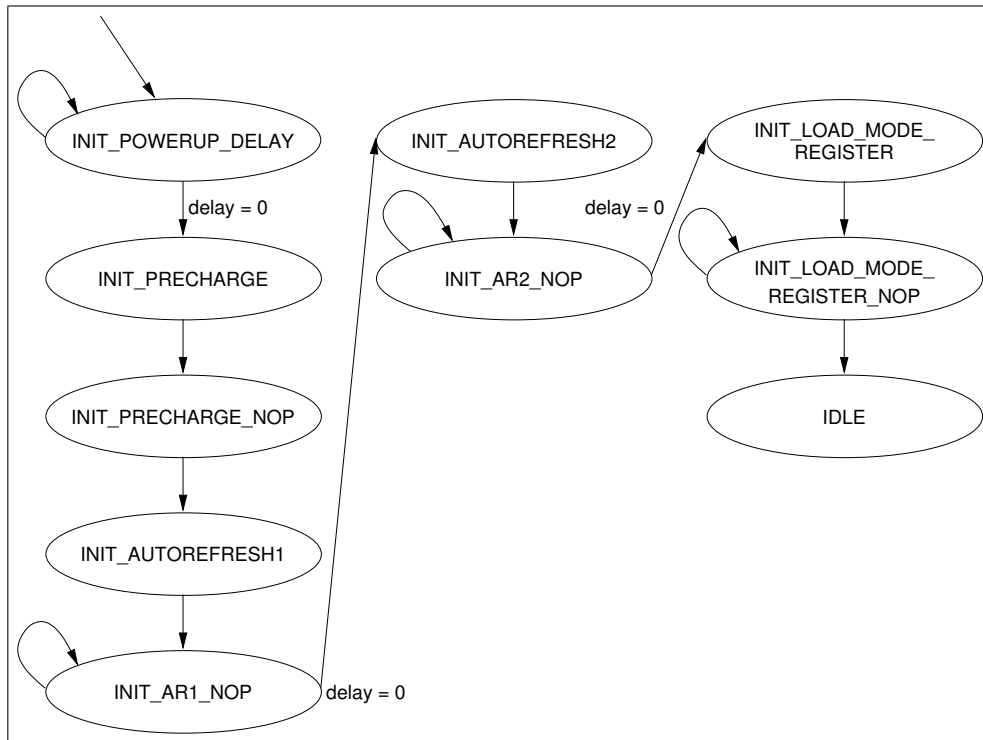 INIT_POWERUP_DELAY
delay = 0
INIT_PRECHARGE
INIT_PRECHARGE_NOP
INIT_AUTOREFRESH1
INIT_AR1_NOP
delay = 0
INIT_AUTOREFRESH2
INIT_AR2_NOP
delay = 0
INIT_LOAD_MODE_
REGISTER
INIT_LOAD_MODE_
REGISTER_NOP
IDLE